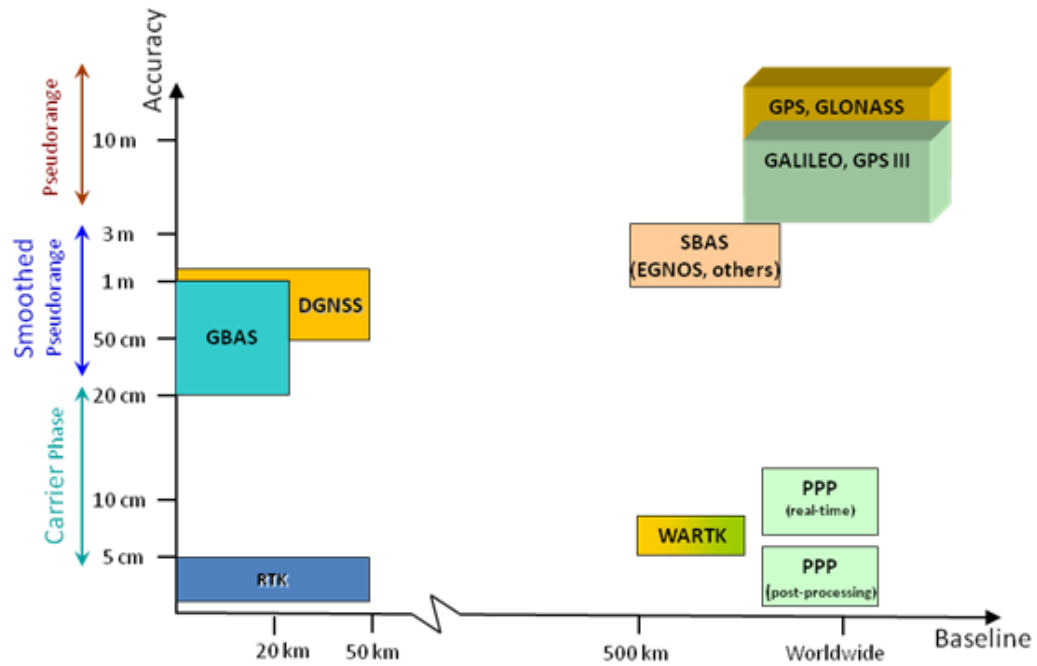 Accuracy
Pseudorange
Smoothed
Pseudorange
Carrier Phase
10 m
3 m
1 m
50 cm
20 cm
10 cm
5 cm
GPS, GLONASS
GALILEO, GPS III
SBAS
(EGNOS, others)
DGNSS
GBAS
PPP
(real-time)
WARTK
PPP
(post-processing)
RTK
20 km
50 km
500 km
Worldwide
Baseline